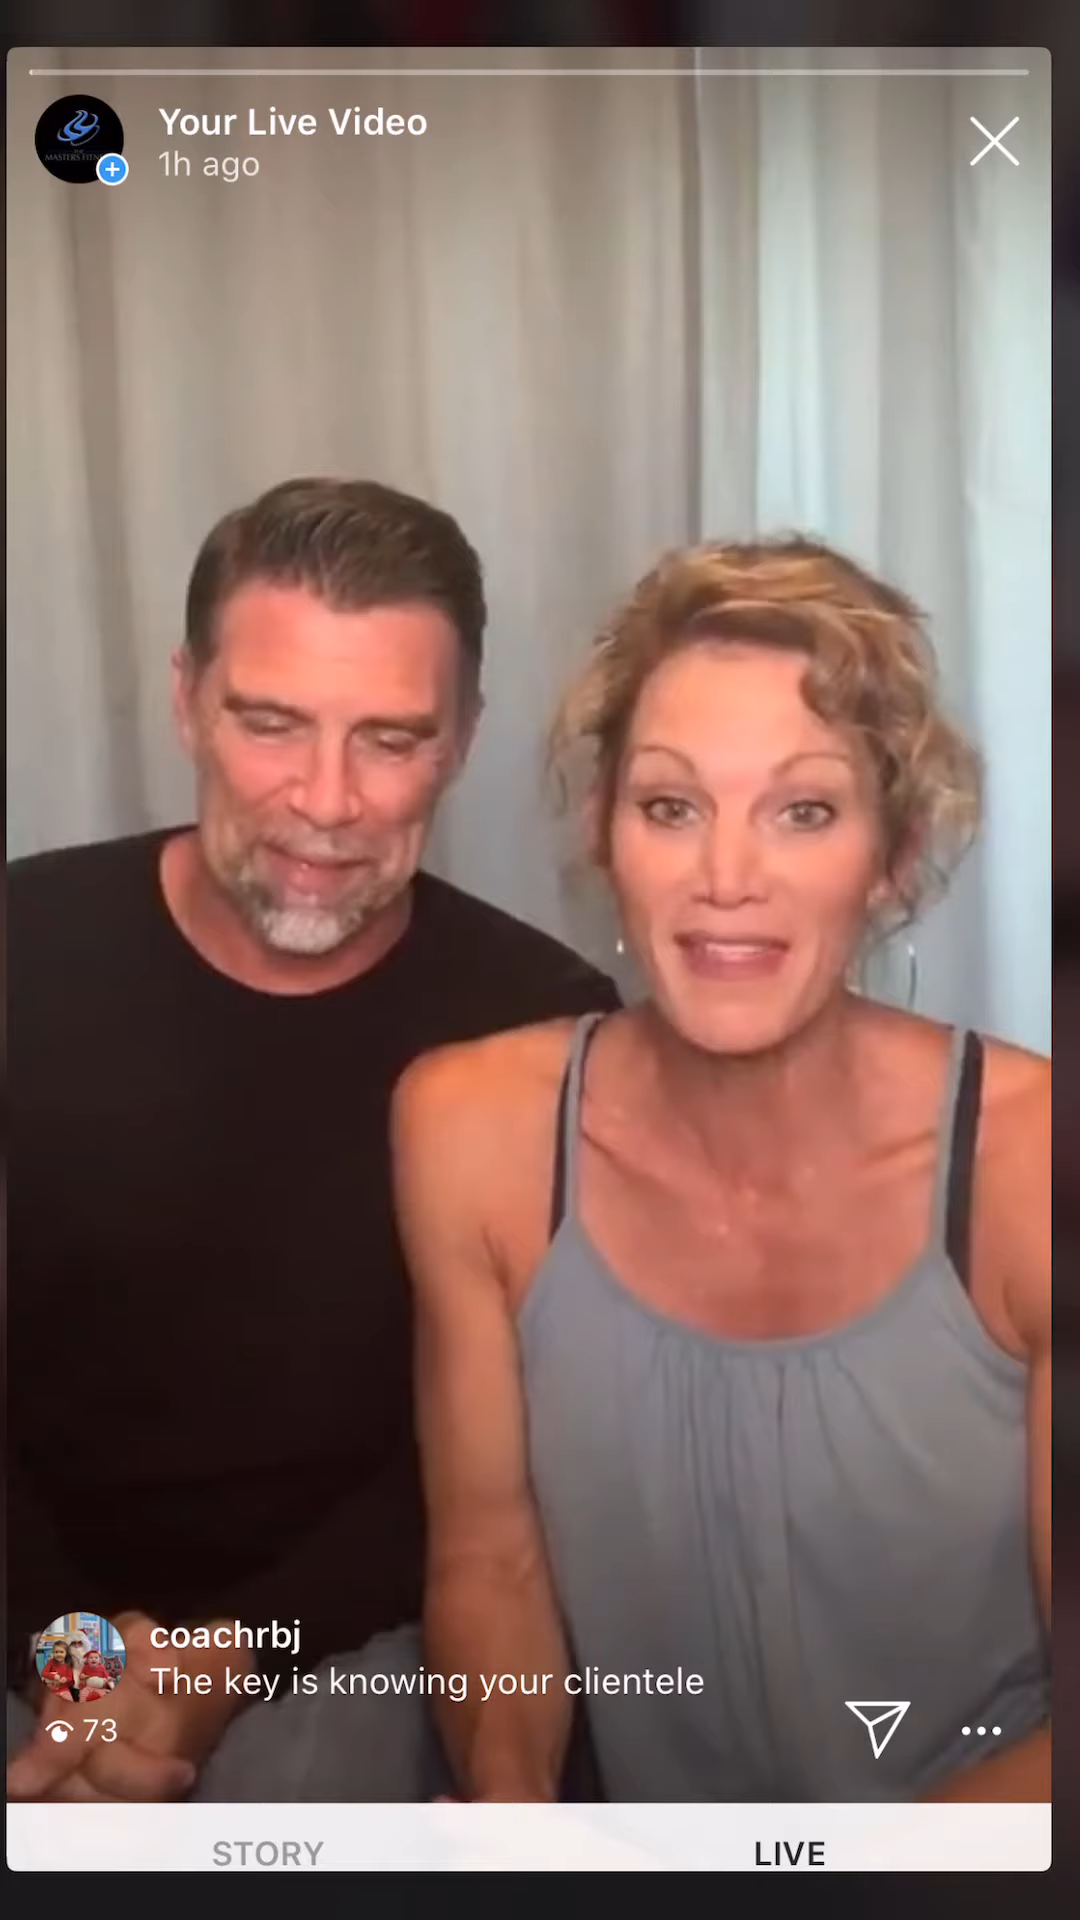 Your Live Video
1h ago
coachrbj
The key is knowing your clientele
73
STORY
LIVE